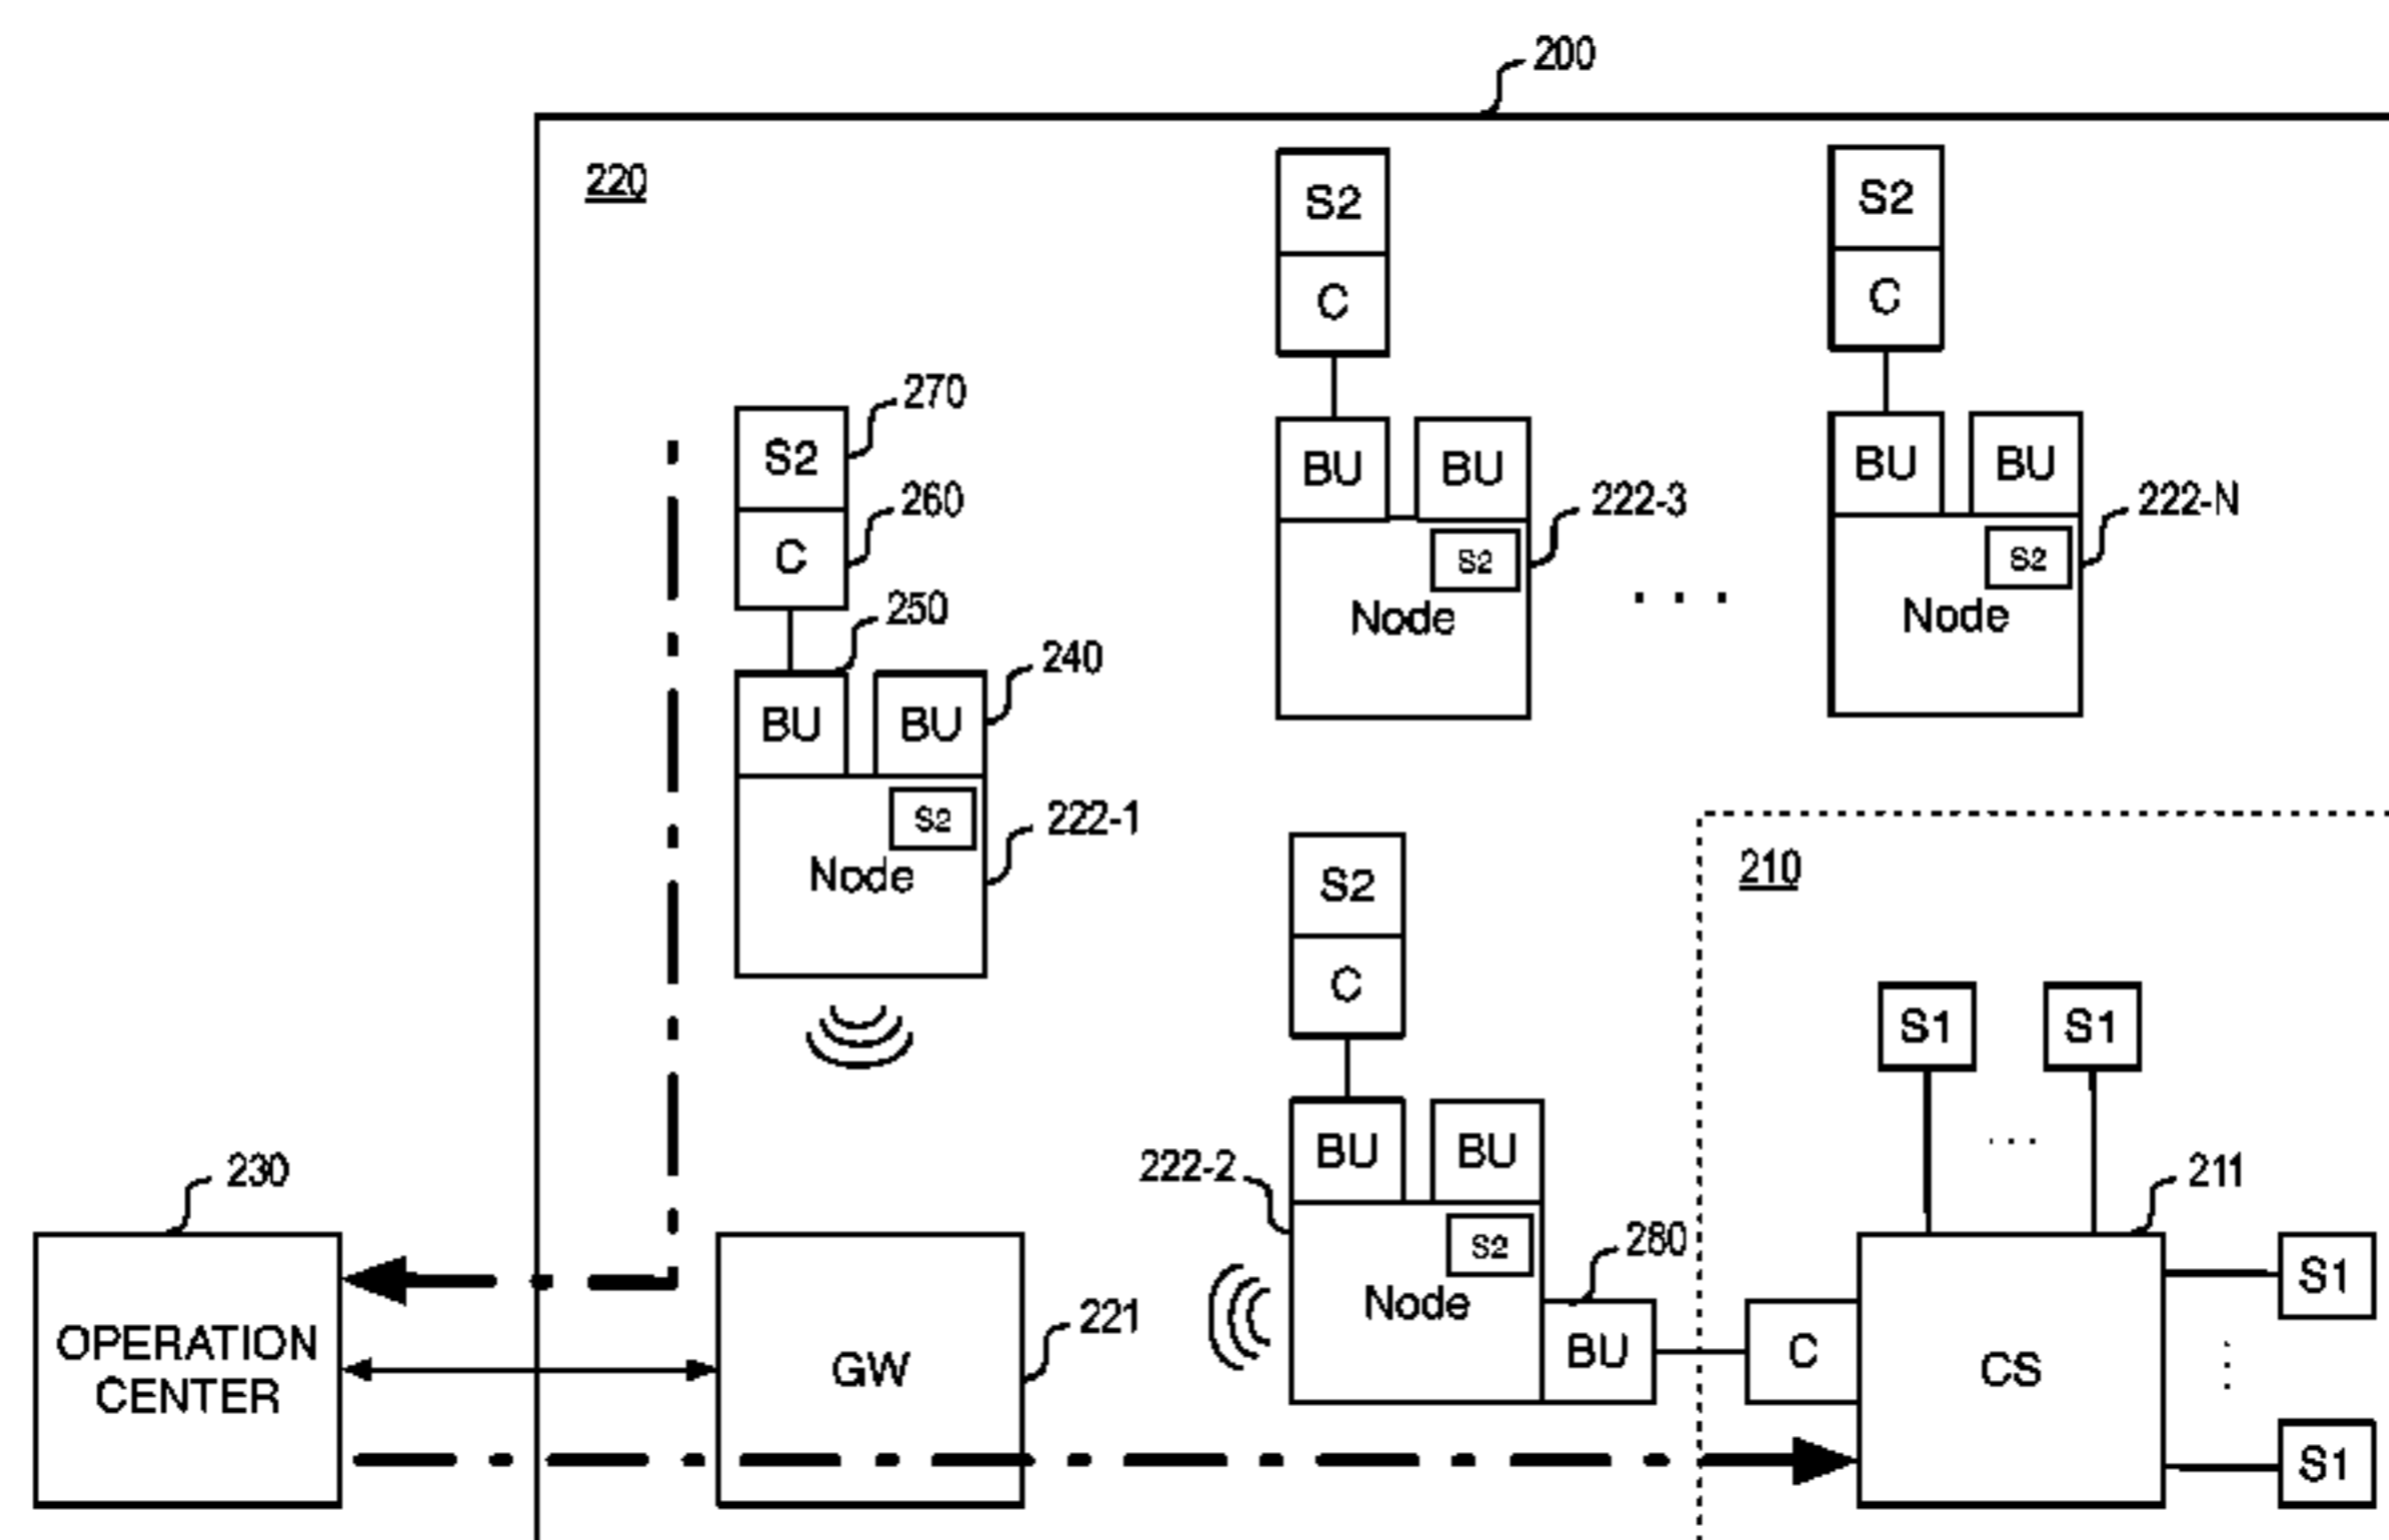 200
220
S2
C
BU
BU
S2
Node
222-3
. . .
S2
C
BU
BU
S2
Node
222-N
S2
270
C
260
250
BU
BU
240
S2
Node
222-1
S2
C
BU
BU
222-2
S2
Node
280
BU
210
S1
...
S1
211
C
CS
S1
...
S1
230
OPERATION
CENTER
GW
221